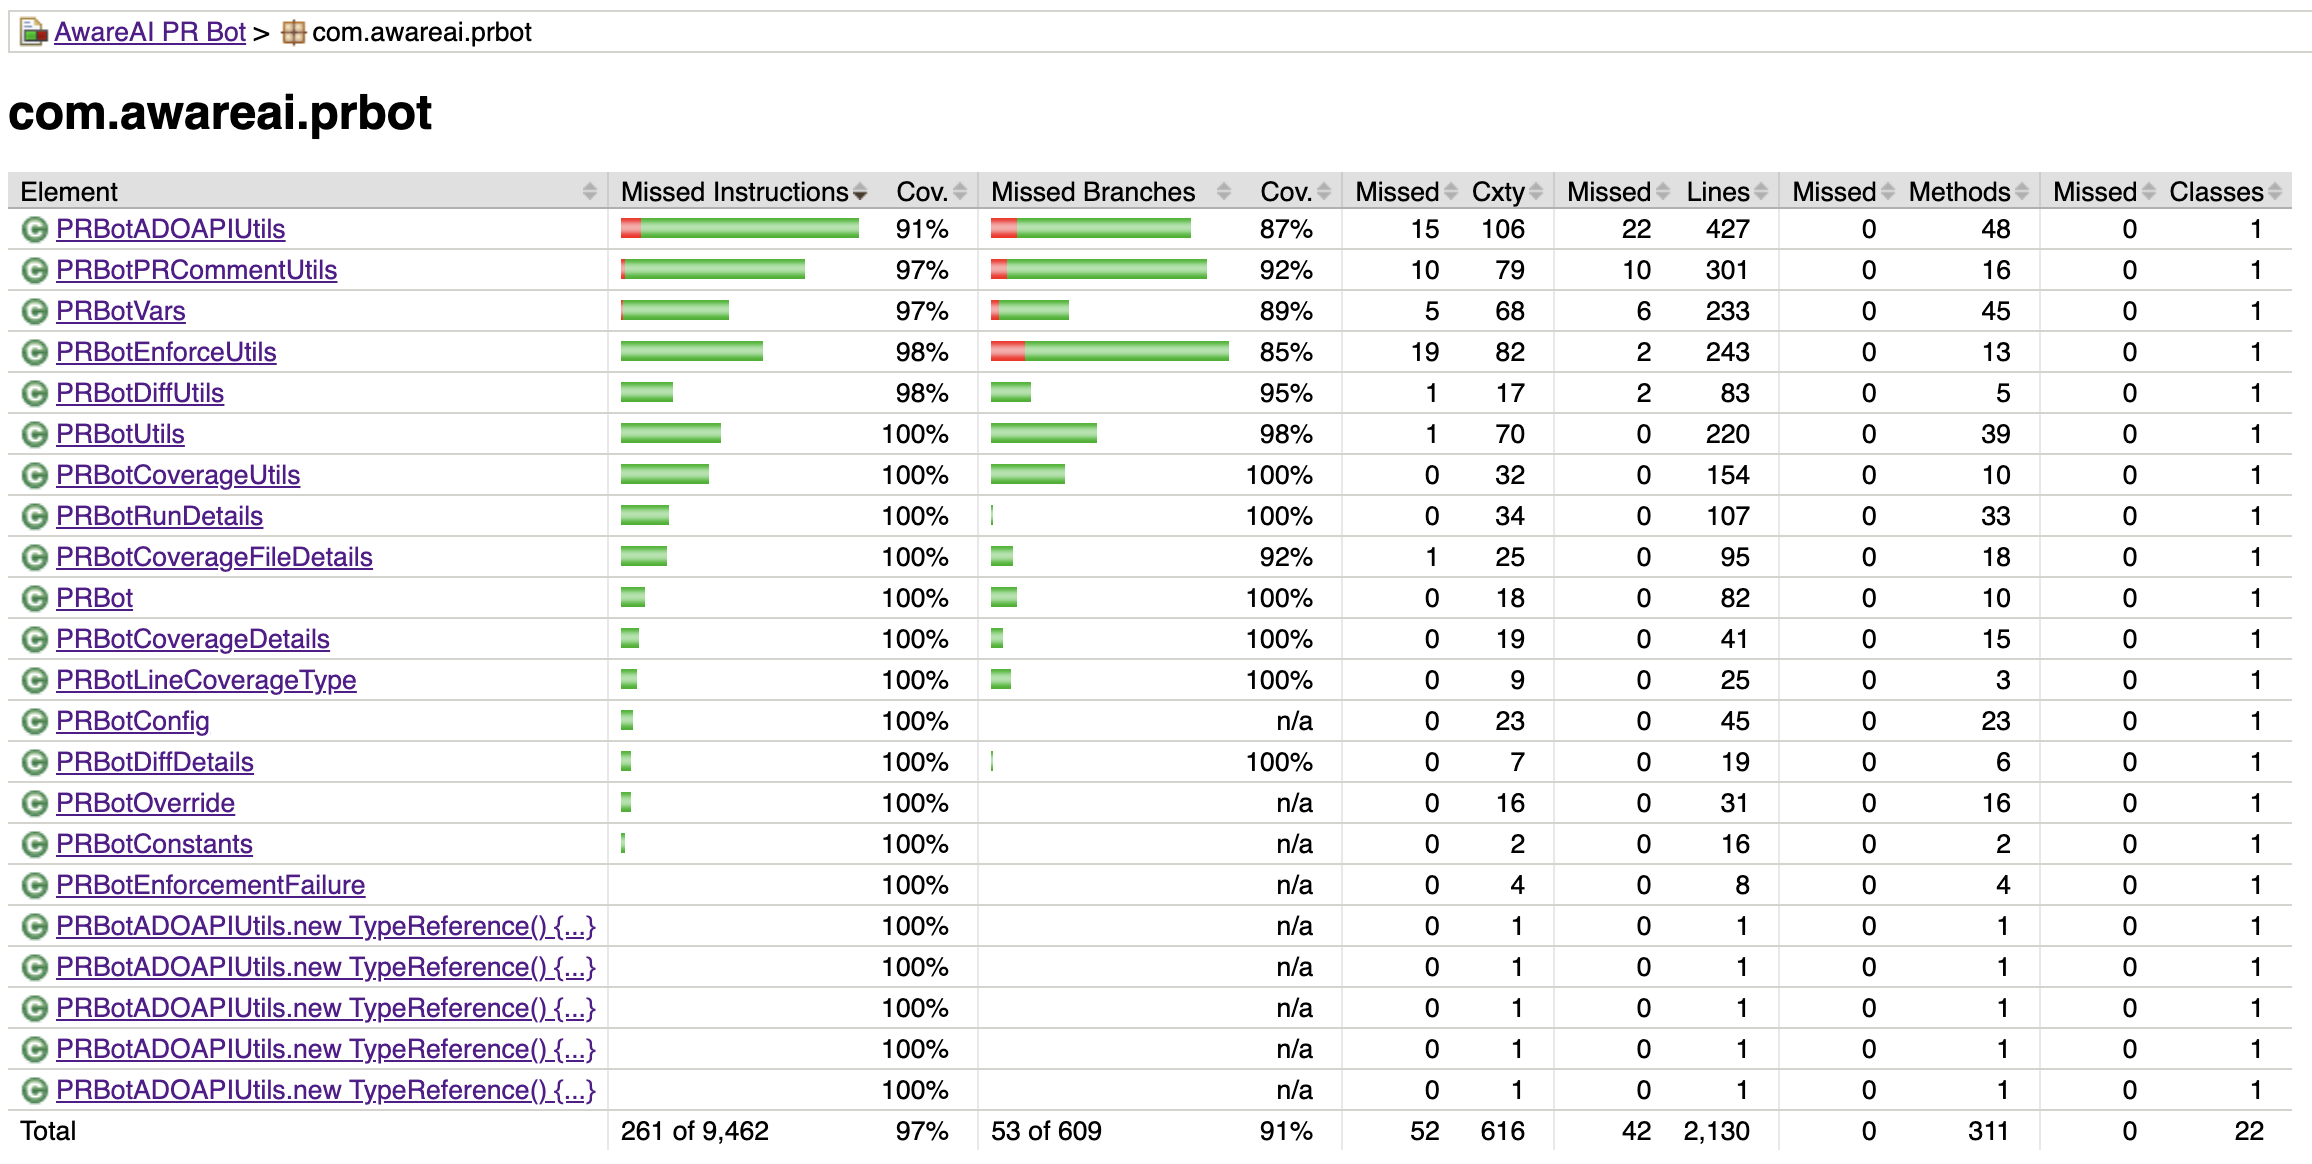 AwareAI PR Bot > com.awareai.prbot
com.awareai.prbot
Element Missed Instructions Cov. Missed Branches Cov. Missed Cxty Missed Lines Missed Methods Missed Classes
PRBotADOAPIUtils 91% 87% 15 106 22 427 0 48 0 1
PRBotPRCommentUtils 97% 92% 10 79 10 301 0 16 0 1
PRBotVars 97% 89% 5 68 6 233 0 45 0 1
PRBotEnforceUtils 98% 85% 19 82 2 243 0 13 0 1
PRBotDiffUtils 98% 95% 1 17 2 83 0 5 0 1
PRBotUtils 100% 98% 1 70 0 220 0 39 0 1
PRBotCoverageUtils 100% 100% 0 32 0 154 0 10 0 1
PRBotRunDetails 100% 100% 0 34 0 107 0 33 0 1
PRBotCoverageFileDetails 100% 92% 1 25 0 95 0 18 0 1
PRBot 100% 100% 0 18 0 82 0 10 0 1
PRBotCoverageDetails 100% 100% 0 19 0 41 0 15 0 1
PRBotLineCoverageType 100% 100% 0 9 0 25 0 3 0 1
PRBotConfig 100% n/a 0 23 0 45 0 23 0 1
PRBotDiffDetails 100% 100% 0 7 0 19 0 6 0 1
PRBotOverride 100% n/a 0 16 0 31 0 16 0 1
PRBotConstants 100% n/a 0 2 0 16 0 2 0 1
PRBotEnforcementFailure 100% n/a 0 4 0 8 0 4 0 1
PRBotADOAPIUtils.new TypeReference() {...} 100% n/a 0 1 0 1 0 1 0 1
PRBotADOAPIUtils.new TypeReference() {...} 100% n/a 0 1 0 1 0 1 0 1
PRBotADOAPIUtils.new TypeReference() {...} 100% n/a 0 1 0 1 0 1 0 1
PRBotADOAPIUtils.new TypeReference() {...} 100% n/a 0 1 0 1 0 1 0 1
PRBotADOAPIUtils.new TypeReference() {...} 100% n/a 0 1 0 1 0 1 0 1
Total 261 of 9,462 97% 53 of 609 91% 52 616 42 2,130 0 311 0 22